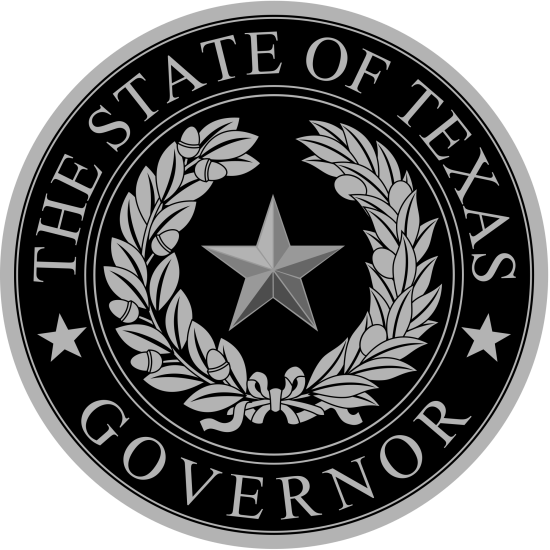 THE STATE OF TEXAS
GOVERNOR